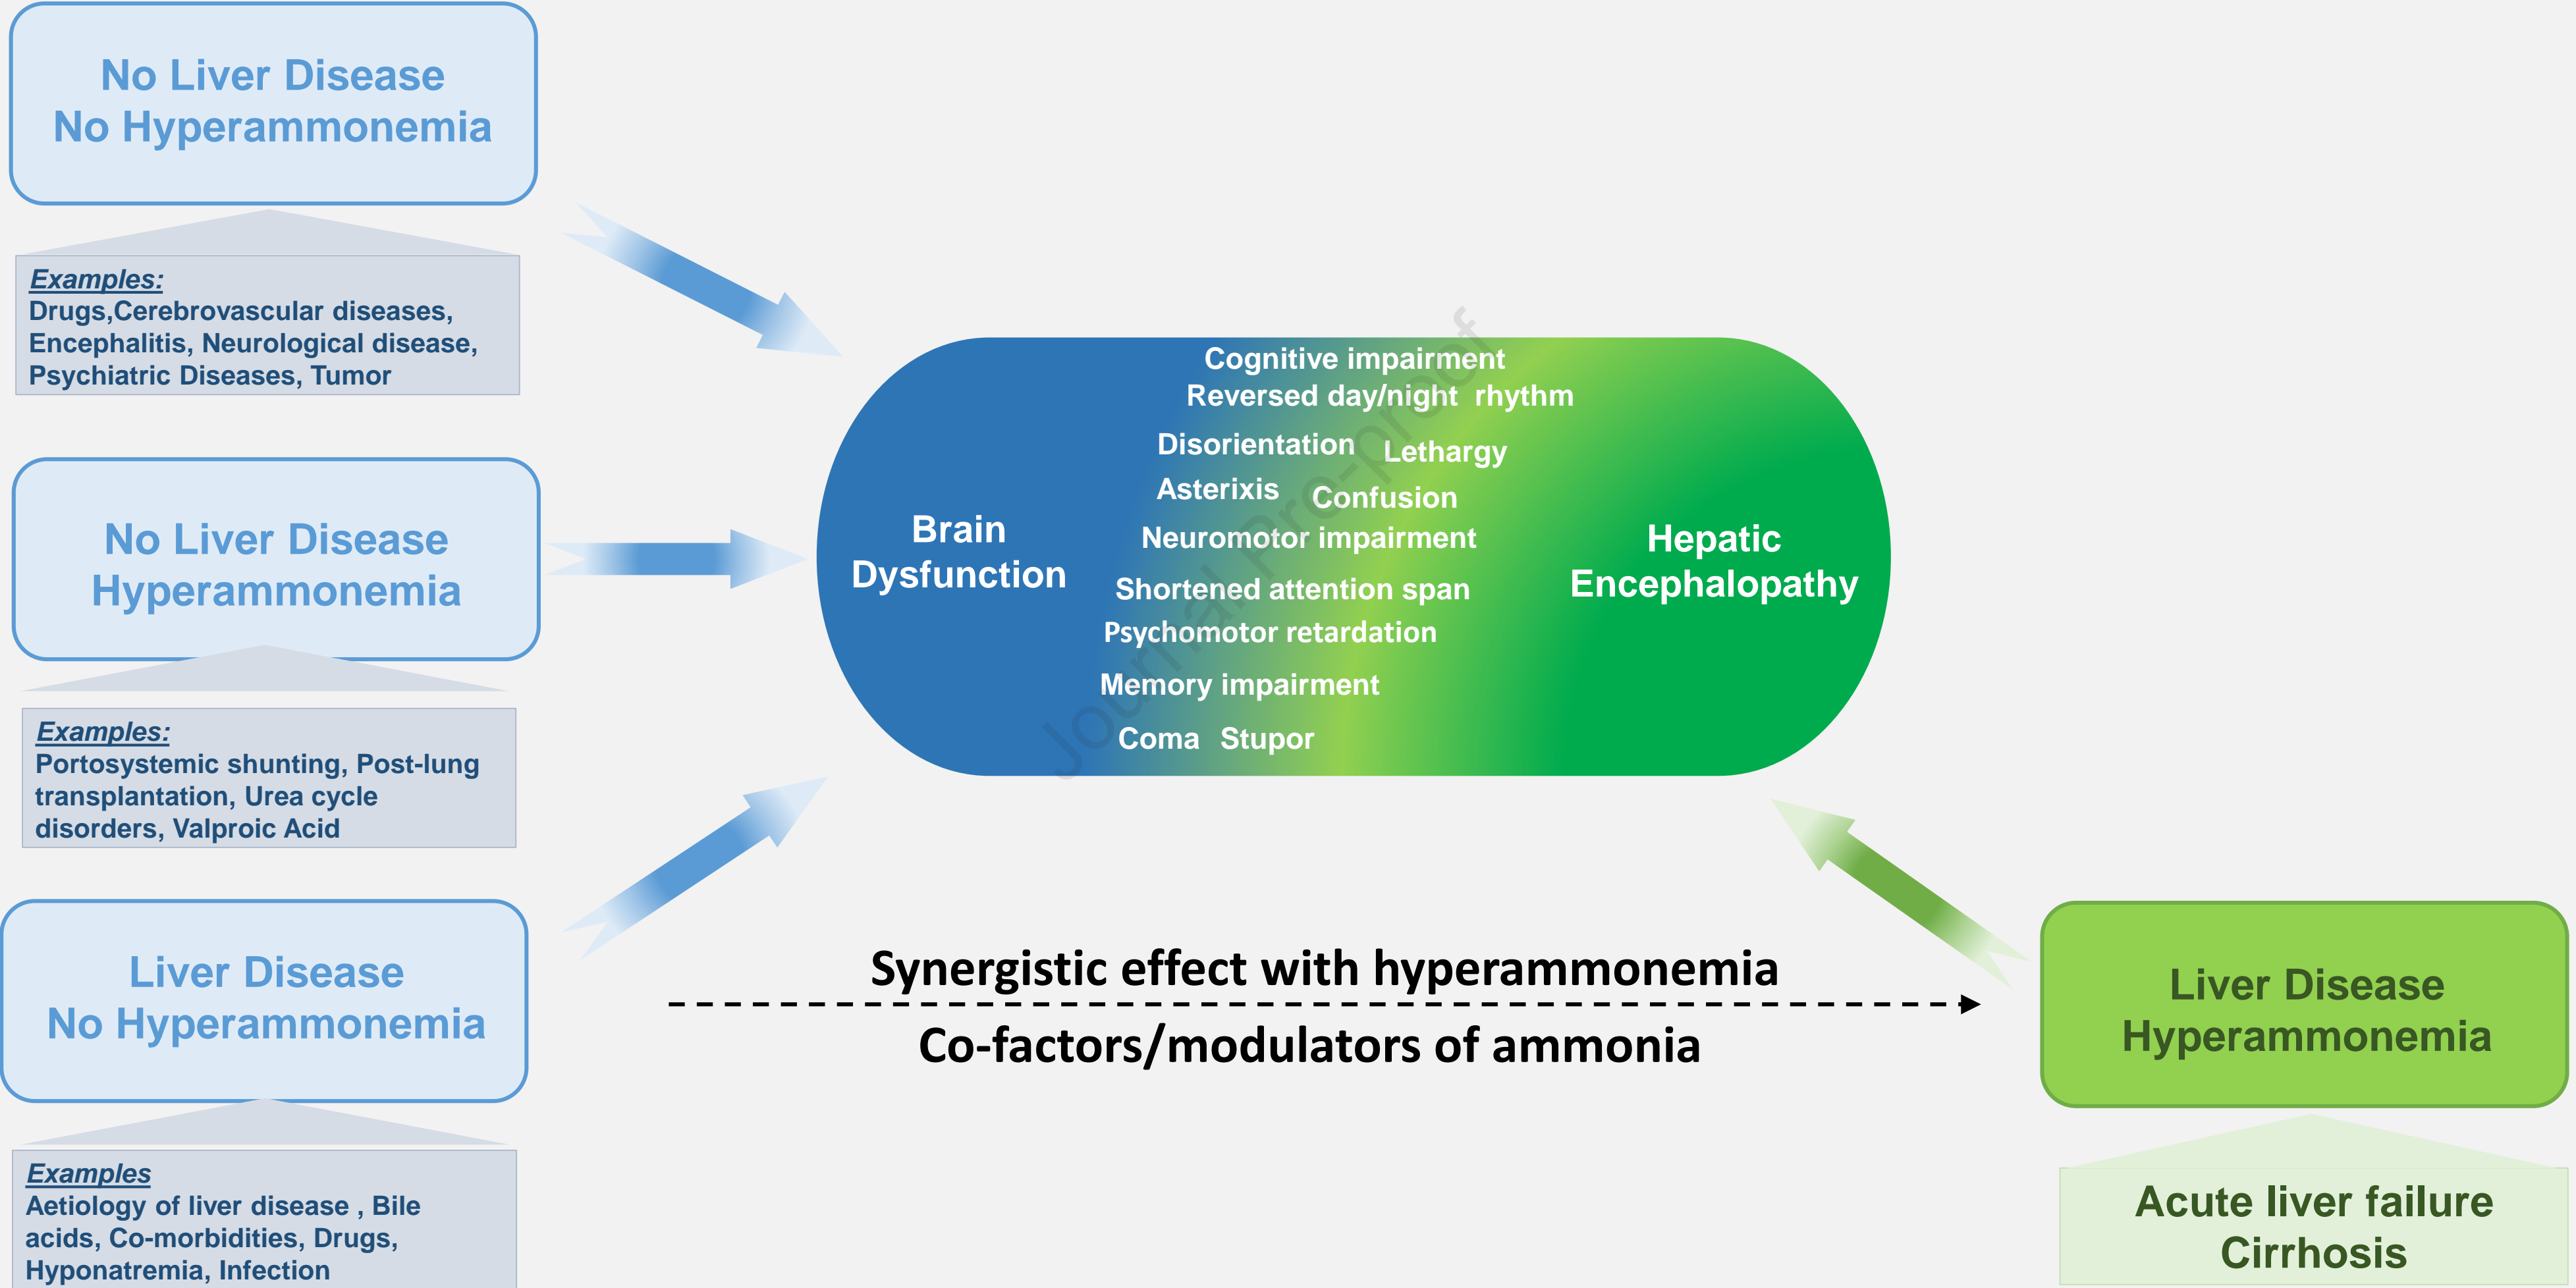 No Liver Disease
No Hyperammonemia
Examples:
Drugs,Cerebrovascular diseases,
Encephalitis, Neurological disease,
Psychiatric Diseases, Tumor
No Liver Disease
Hyperammonemia
Examples:
Portosystemic shunting, Post-lung
transplantation, Urea cycle
disorders, Valproic Acid
Liver Disease
No Hyperammonemia
Examples
Aetiology of liver disease , Bile
acids, Co-morbidities, Drugs,
Hyponatremia, Infection
Brain
Dysfunction
Cognitive impairment
Reversed day/night rhythm
Disorientation Lethargy
Asterixis Confusion
Neuromotor impairment
Shortened attention span
Psychomotor retardation
Memory impairment
Coma Stupor
Hepatic
Encephalopathy
Journal Pre-proof
Synergistic effect with hyperammonemia
Co-factors/modulators of ammonia
Liver Disease
Hyperammonemia
Acute liver failure
Cirrhosis